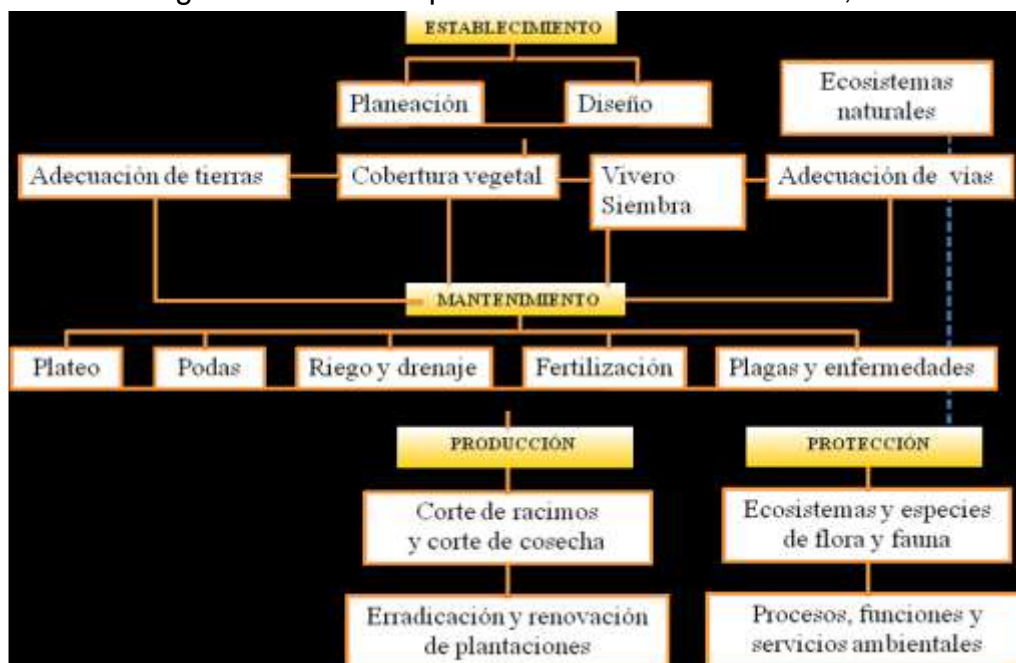 ESTABLECIMIENTO
Planeación
Diseño
Ecosistemas
naturales
Adecuación de tierras
Cobertura vegetal
Vivero
Siembra
Adecuación de vías
MANTENIMIENTO
Plateo
Podas
Riego y drenaje
Fertilización
Plagas y enfermedades
PRODUCCIÓN
PROTECCIÓN
Corte de racimos
y corte de cosecha
Ecosistemas y especies
de flora y fauna
Erradicación y renovación
de plantaciones
Procesos, funciones y
servicios ambientales